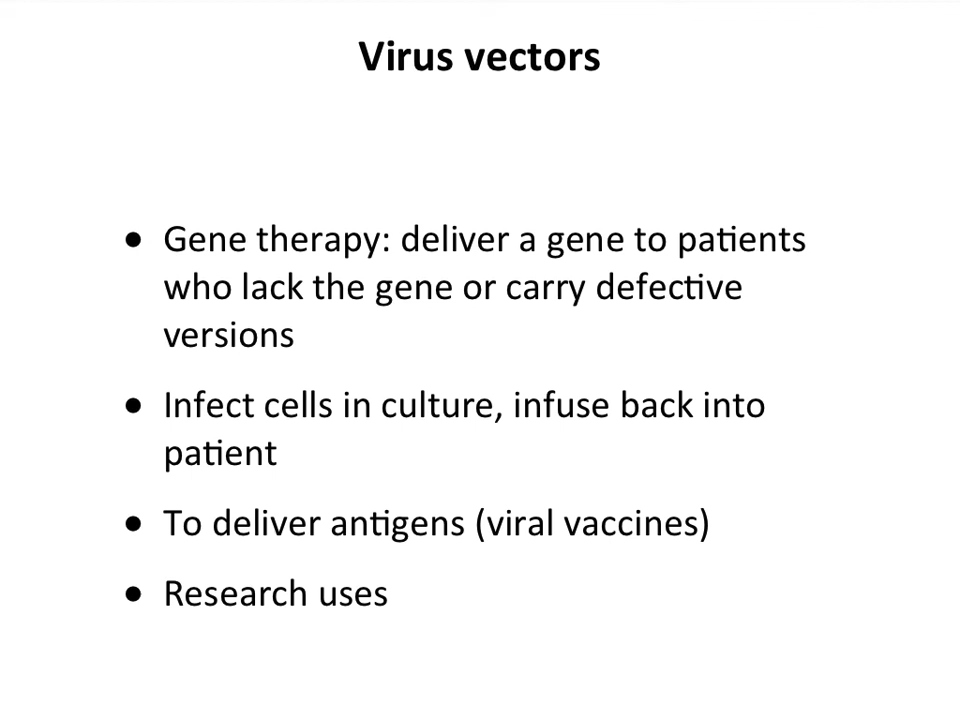 Virus vectors
• Gene therapy: deliver a gene to patients
who lack the gene or carry defective
versions
• Infect cells in culture, infuse back into
patient
• To deliver antigens (viral vaccines)
• Research uses